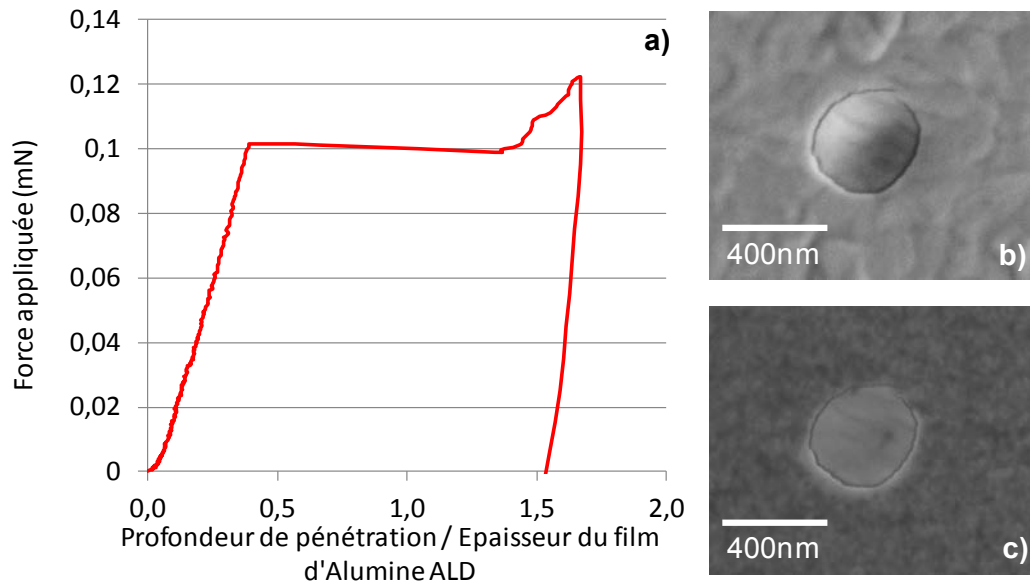 a)
Force appliquée (mN)
0,14
0,12
0,1
0,08
0,06
0,04
0,02
0
0,0 0,5 1,0 1,5 2,0
Profondeur de pénétration / Epaisseur du film
d'Alumine ALD
400nm
b)
400nm
c)